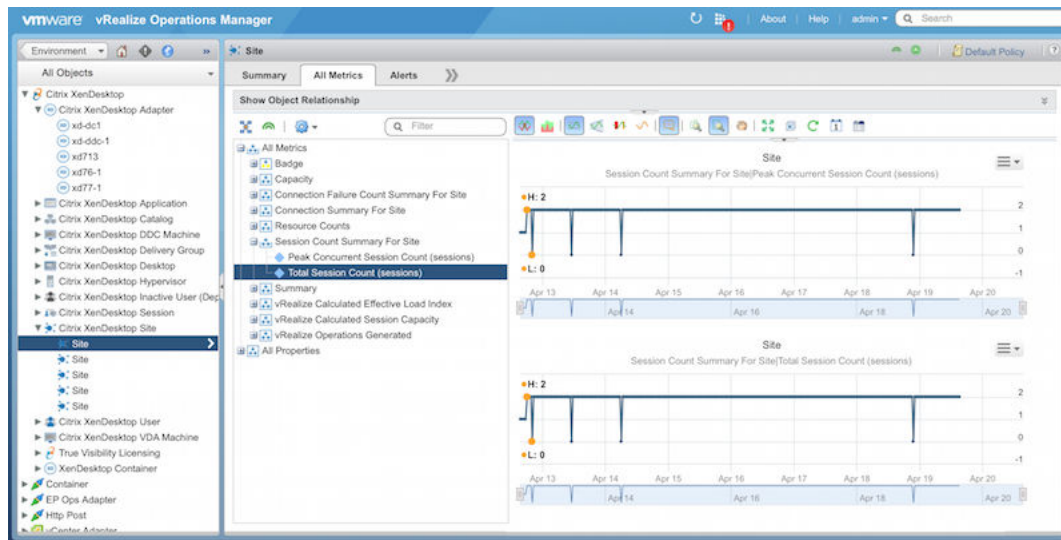 vmware vRealize Operations Manager
About Help admin Search
Environment
Site
Default Policy
All Objects
Summary All Metrics Alerts
Show Object Relationship
Filter
Citrix XenDesktop
Citrix XenDesktop Adapter
xd-dc1
xd-ddc-1
xd713
xd76-1
xd77-1
Citrix XenDesktop Application
Citrix XenDesktop Catalog
Citrix XenDesktop DDC Machine
Citrix XenDesktop Delivery Group
Citrix XenDesktop Desktop
Citrix XenDesktop Hypervisor
Citrix XenDesktop Inactive User (Dep
Citrix XenDesktop Session
Citrix XenDesktop Site
Site
Site
Site
Site
Site
Citrix XenDesktop User
Citrix XenDesktop VDA Machine
True Visibility Licensing
XenDesktop Container
Container
EP Ops Adapter
Http Post
vCenter Adapter
All Metrics
Badge
Capacity
Connection Failure Count Summary For Site
Connection Summary For Site
Resource Counts
Session Count Summary For Site
Peak Concurrent Session Count (sessions)
Total Session Count (sessions)
Summary
vRealize Calculated Effective Load Index
vRealize Calculated Session Capacity
vRealize Operations Generated
All Properties
Site
Session Count Summary For Site|Peak Concurrent Session Count (sessions)
H: 2
2
1
0
L: 0
-1
Apr 13 Apr 14 Apr 15 Apr 16 Apr 17 Apr 18 Apr 19 Apr 20
Apr 14 Apr 16 Apr 18 Apr 20
Site
Session Count Summary For Site|Total Session Count (sessions)
H: 2
2
1
0
L: 0
-1
Apr 13 Apr 14 Apr 15 Apr 16 Apr 17 Apr 18 Apr 19 Apr 20
Apr 14 Apr 16 Apr 18 Apr 20